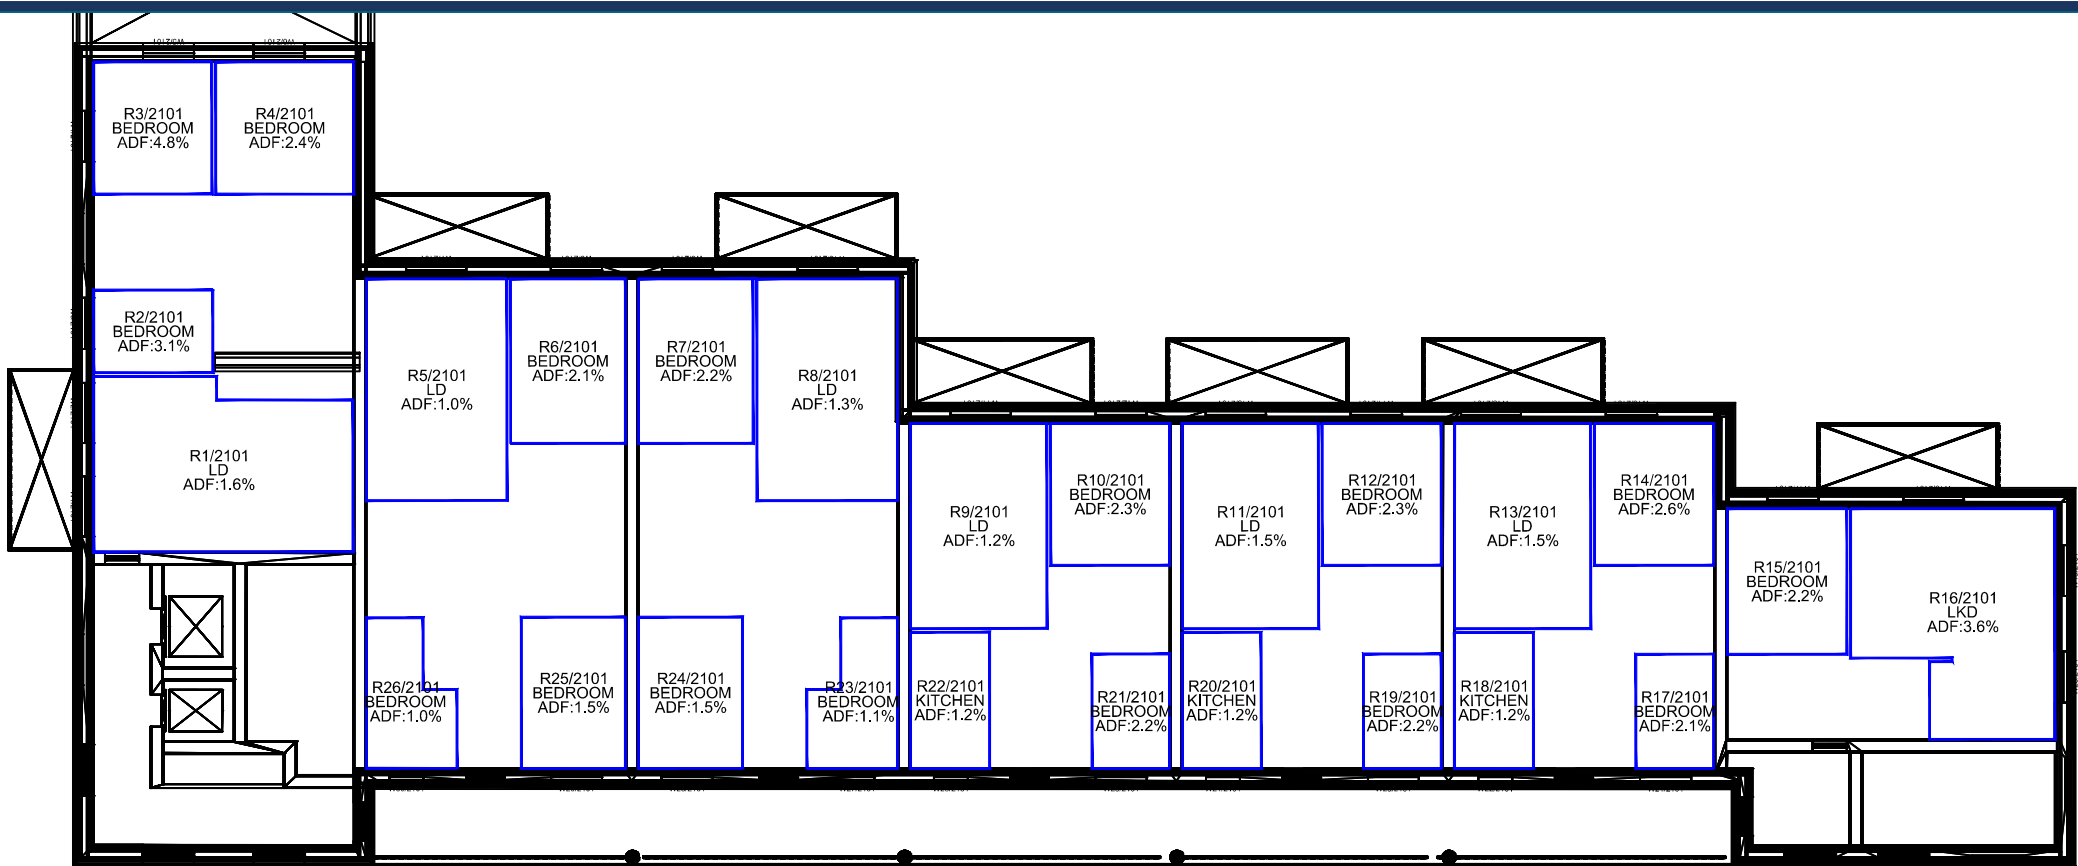 R3/2101
BEDROOM
ADF:4.8%
R4/2101
BEDROOM
ADF:2.4%
R2/2101
BEDROOM
ADF:3.1%
R1/2101
LD
ADF:1.6%
R5/2101
LD
ADF:1.0%
R6/2101
BEDROOM
ADF:2.1%
R7/2101
BEDROOM
ADF:2.2%
R8/2101
LD
ADF:1.3%
R9/2101
LD
ADF:1.2%
R10/2101
BEDROOM
ADF:2.3%
R11/2101
LD
ADF:1.5%
R12/2101
BEDROOM
ADF:2.3%
R13/2101
LD
ADF:1.5%
R14/2101
BEDROOM
ADF:2.6%
R15/2101
BEDROOM
ADF:2.2%
R16/2101
LKD
ADF:3.6%
R26/2101
BEDROOM
ADF:1.0%
R25/2101
BEDROOM
ADF:1.5%
R24/2101
BEDROOM
ADF:1.5%
R23/2101
BEDROOM
ADF:1.1%
R22/2101
KITCHEN
ADF:1.2%
R21/2101
BEDROOM
ADF:2.2%
R20/2101
KITCHEN
ADF:1.2%
R19/2101
BEDROOM
ADF:2.2%
R18/2101
KITCHEN
ADF:1.2%
R17/2101
BEDROOM
ADF:2.1%